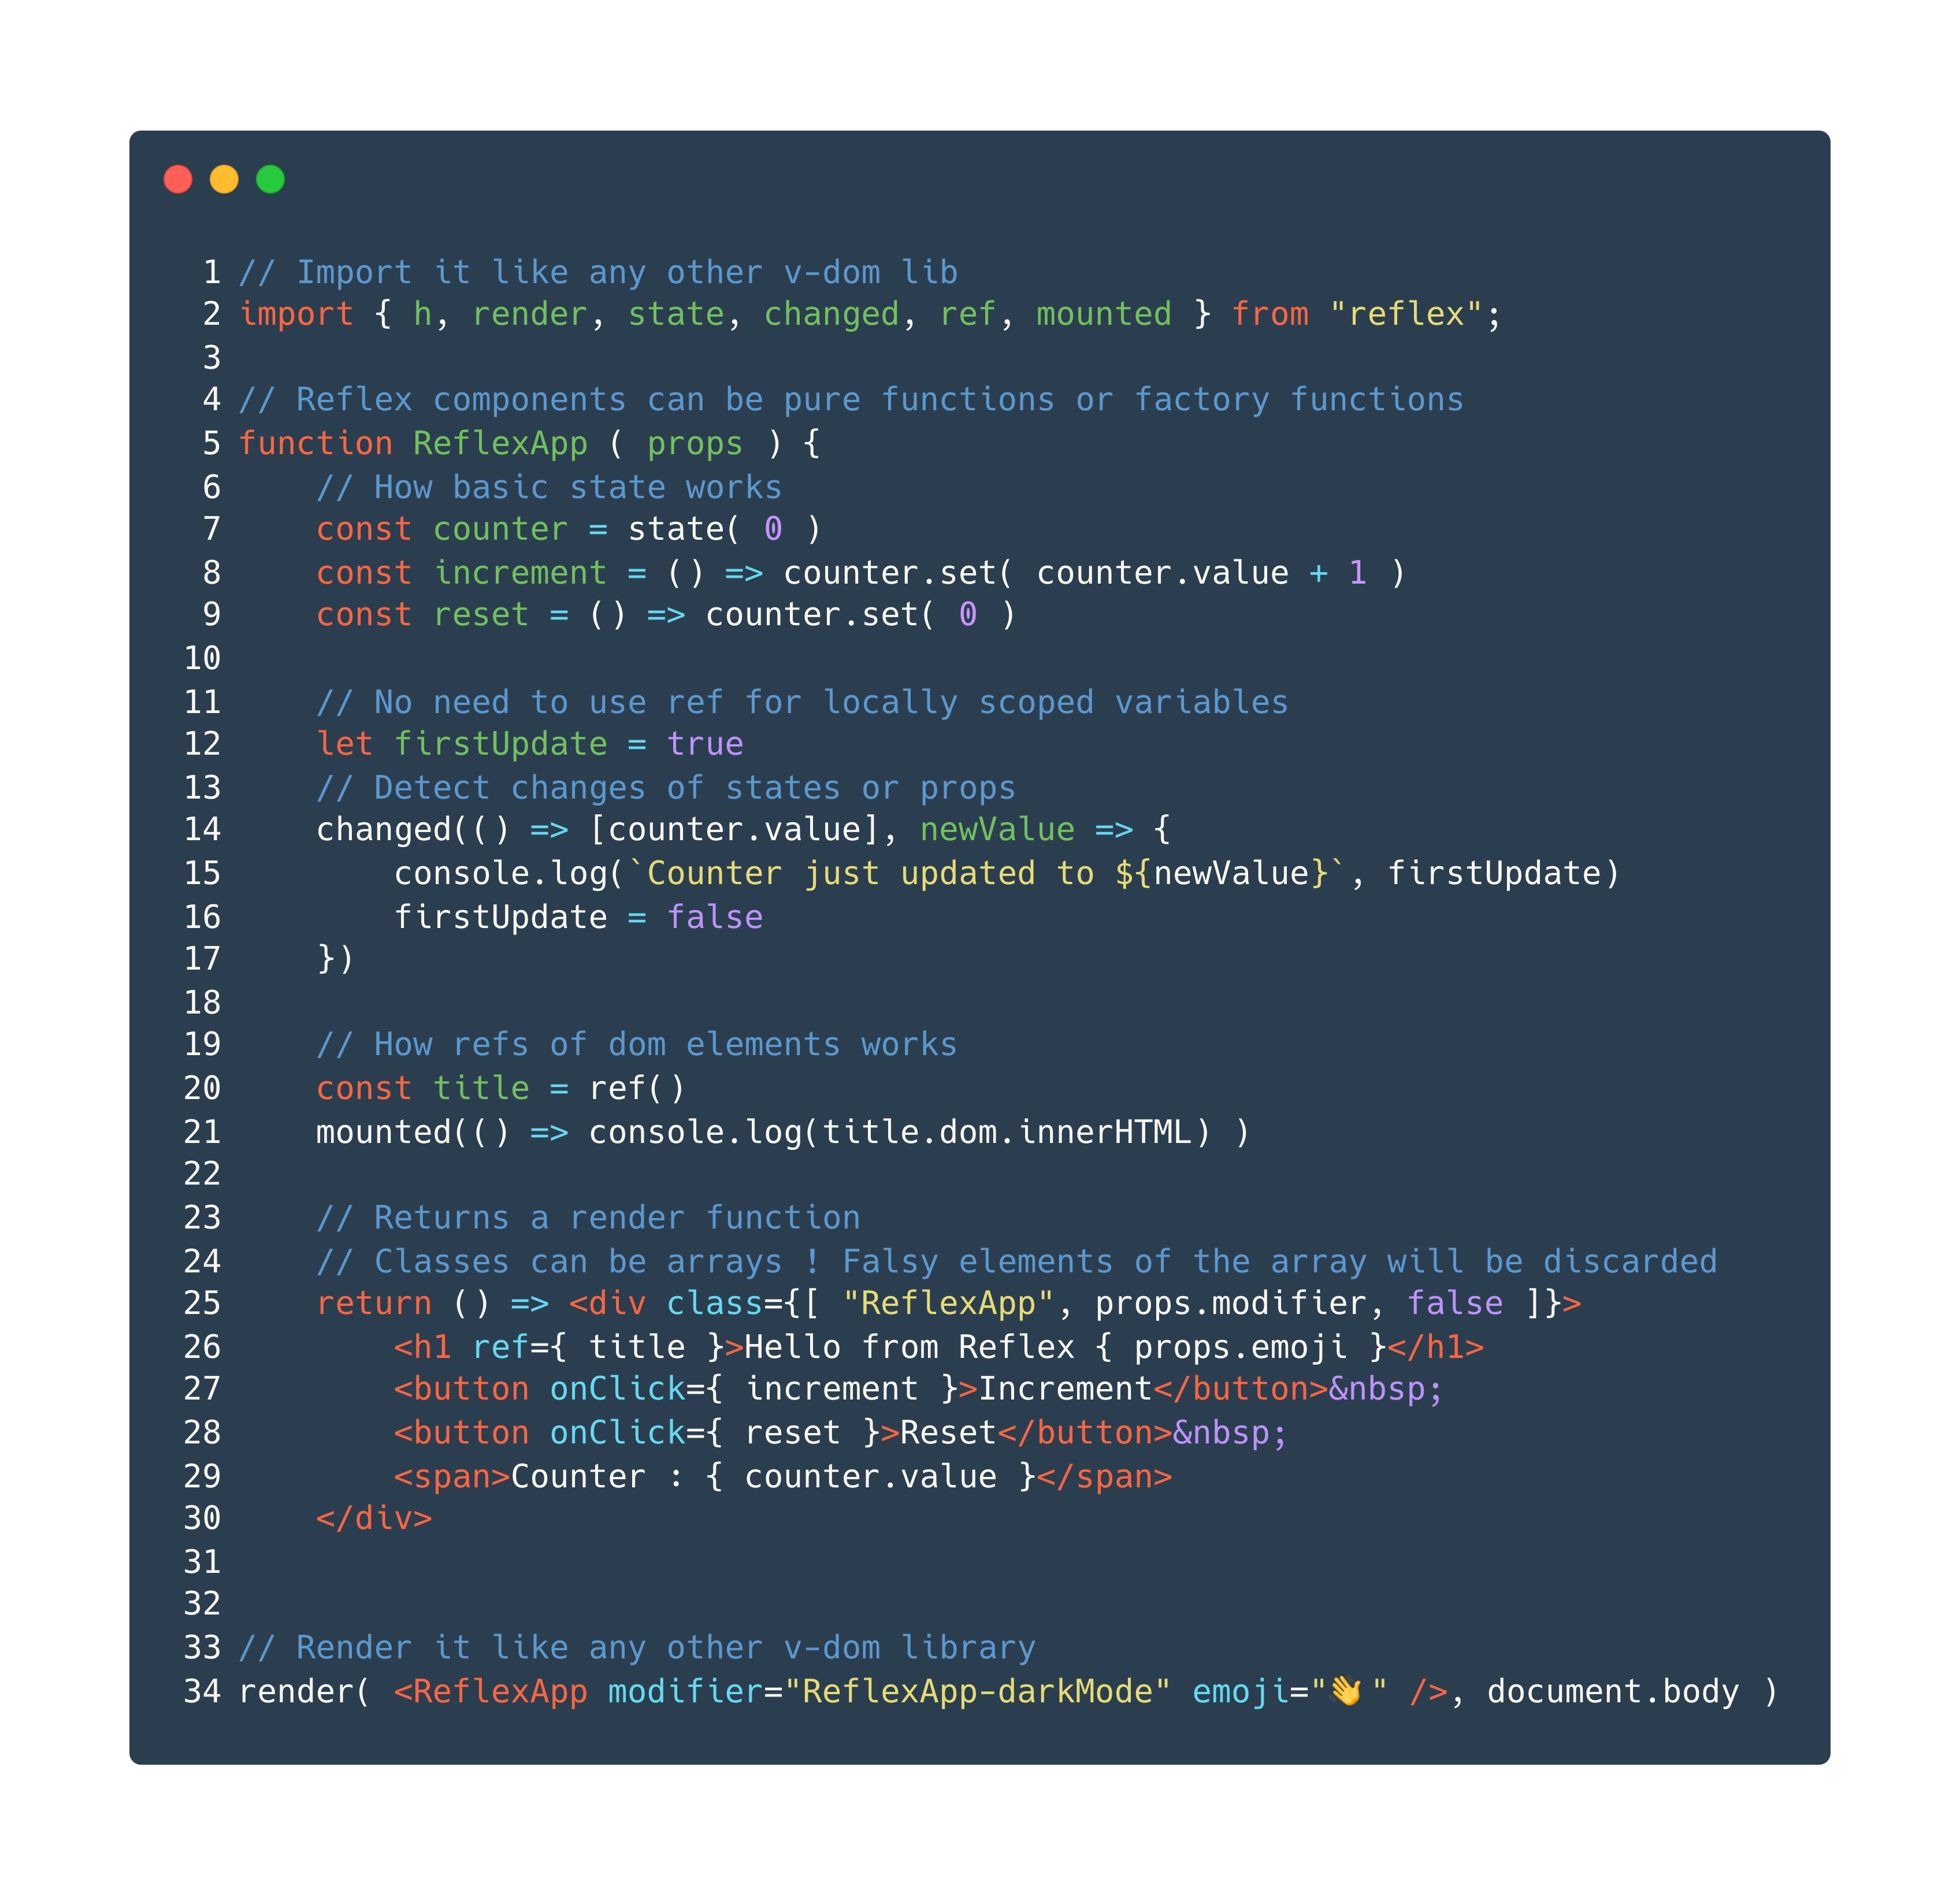 1 // Import it like any other v-dom lib
2 import { h, render, state, changed, ref, mounted } from "reflex";
3
4 // Reflex components can be pure functions or factory functions
5 function ReflexApp ( props ) {
6     // How basic state works
7     const counter = state( 0 )
8     const increment = () => counter.set( counter.value + 1 )
9     const reset = () => counter.set( 0 )
10
11     // No need to use ref for locally scoped variables
12     let firstUpdate = true
13     // Detect changes of states or props
14     changed(() => [counter.value], newValue => {
15         console.log(`Counter just updated to ${newValue}`, firstUpdate)
16         firstUpdate = false
17     })
18
19     // How refs of dom elements works
20     const title = ref()
21     mounted(() => console.log(title.dom.innerHTML) )
22
23     // Returns a render function
24     // Classes can be arrays ! Falsy elements of the array will be discarded
25     return () => <div class={[ "ReflexApp", props.modifier, false ]}>
26         <h1 ref={ title }>Hello from Reflex { props.emoji }</h1>
27         <button onClick={ increment }>Increment</button>&nbsp;
28         <button onClick={ reset }>Reset</button>&nbsp;
29         <span>Counter : { counter.value }</span>
30     </div>
31
32
33 // Render it like any other v-dom library
34 render( <ReflexApp modifier="ReflexApp-darkMode" emoji="👋" />, document.body )